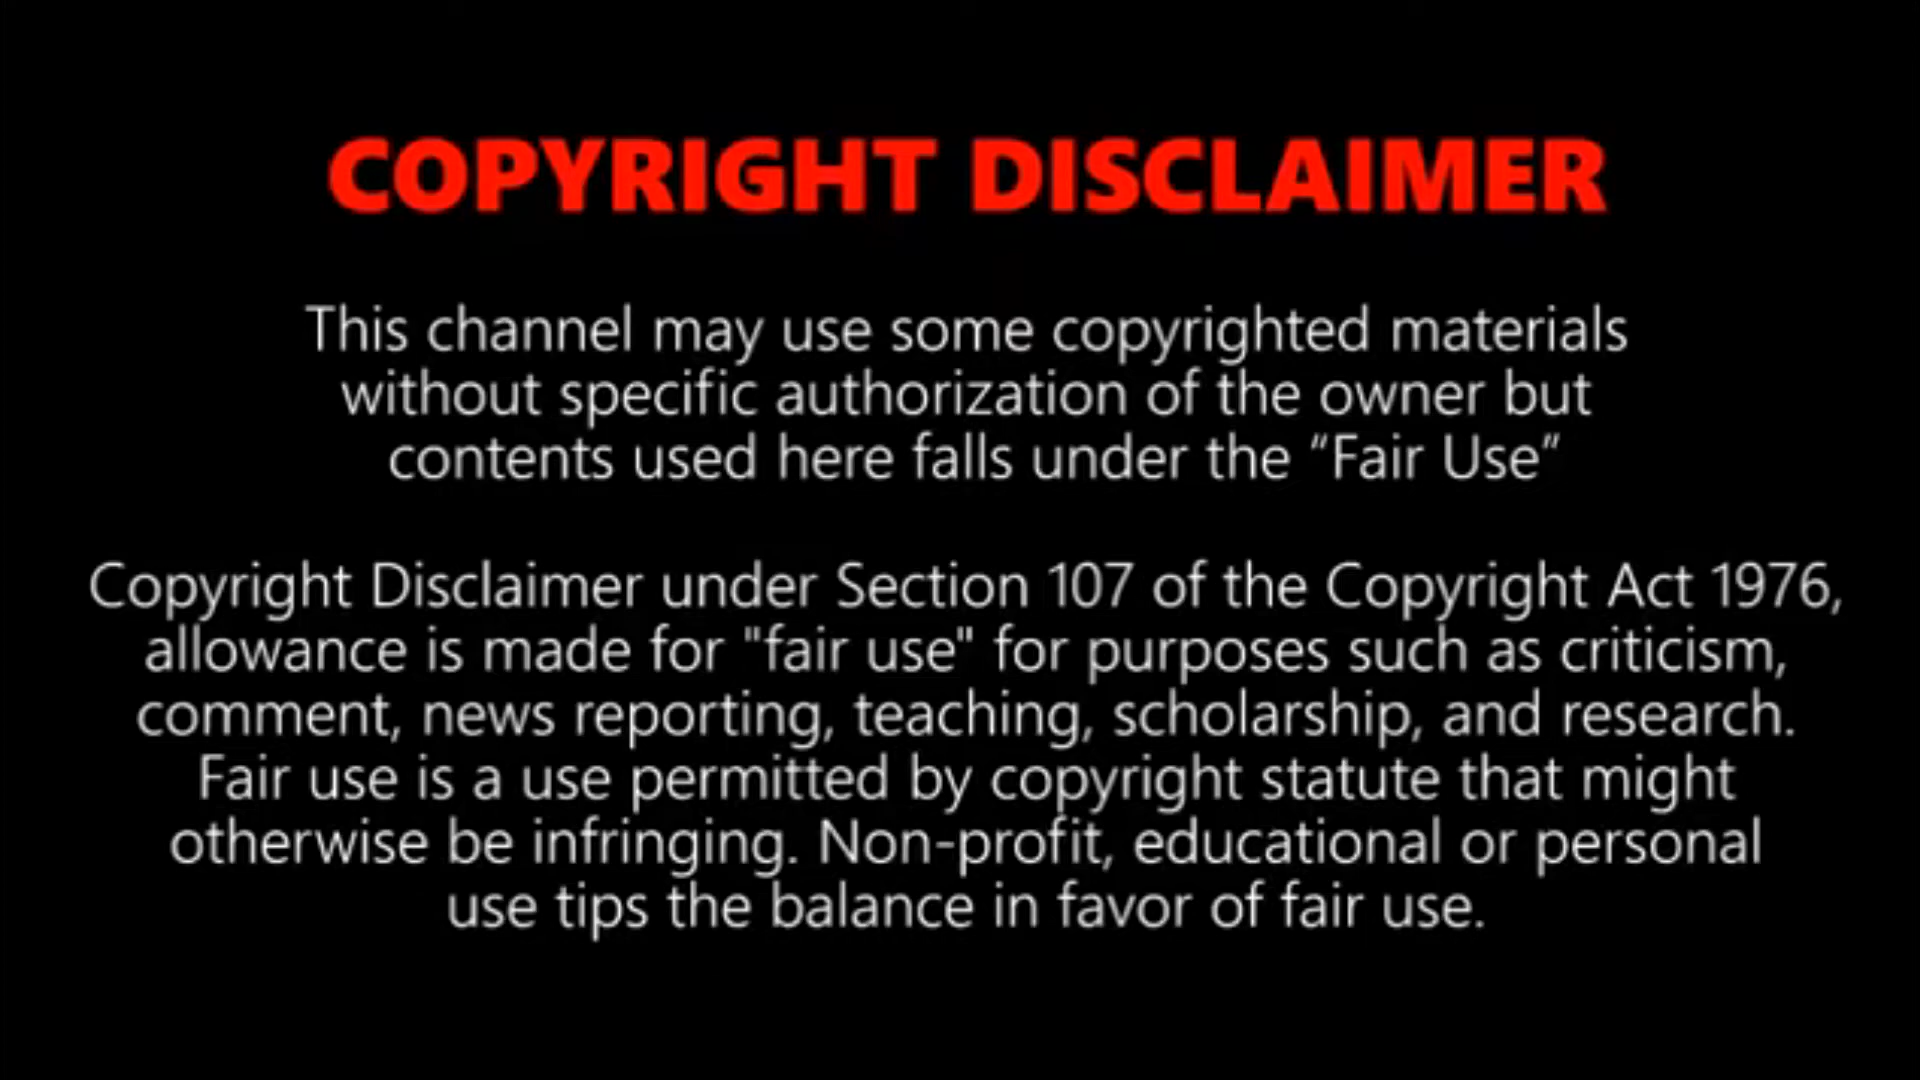 COPYRIGHT DISCLAIMER
This channel may use some copyrighted materials
without specific authorization of the owner but
contents used here falls under the “Fair Use”
Copyright Disclaimer under Section 107 of the Copyright Act 1976,
allowance is made for "fair use" for purposes such as criticism,
comment, news reporting, teaching, scholarship, and research.
Fair use is a use permitted by copyright statute that might
otherwise be infringing. Non-profit, educational or personal
use tips the balance in favor of fair use.